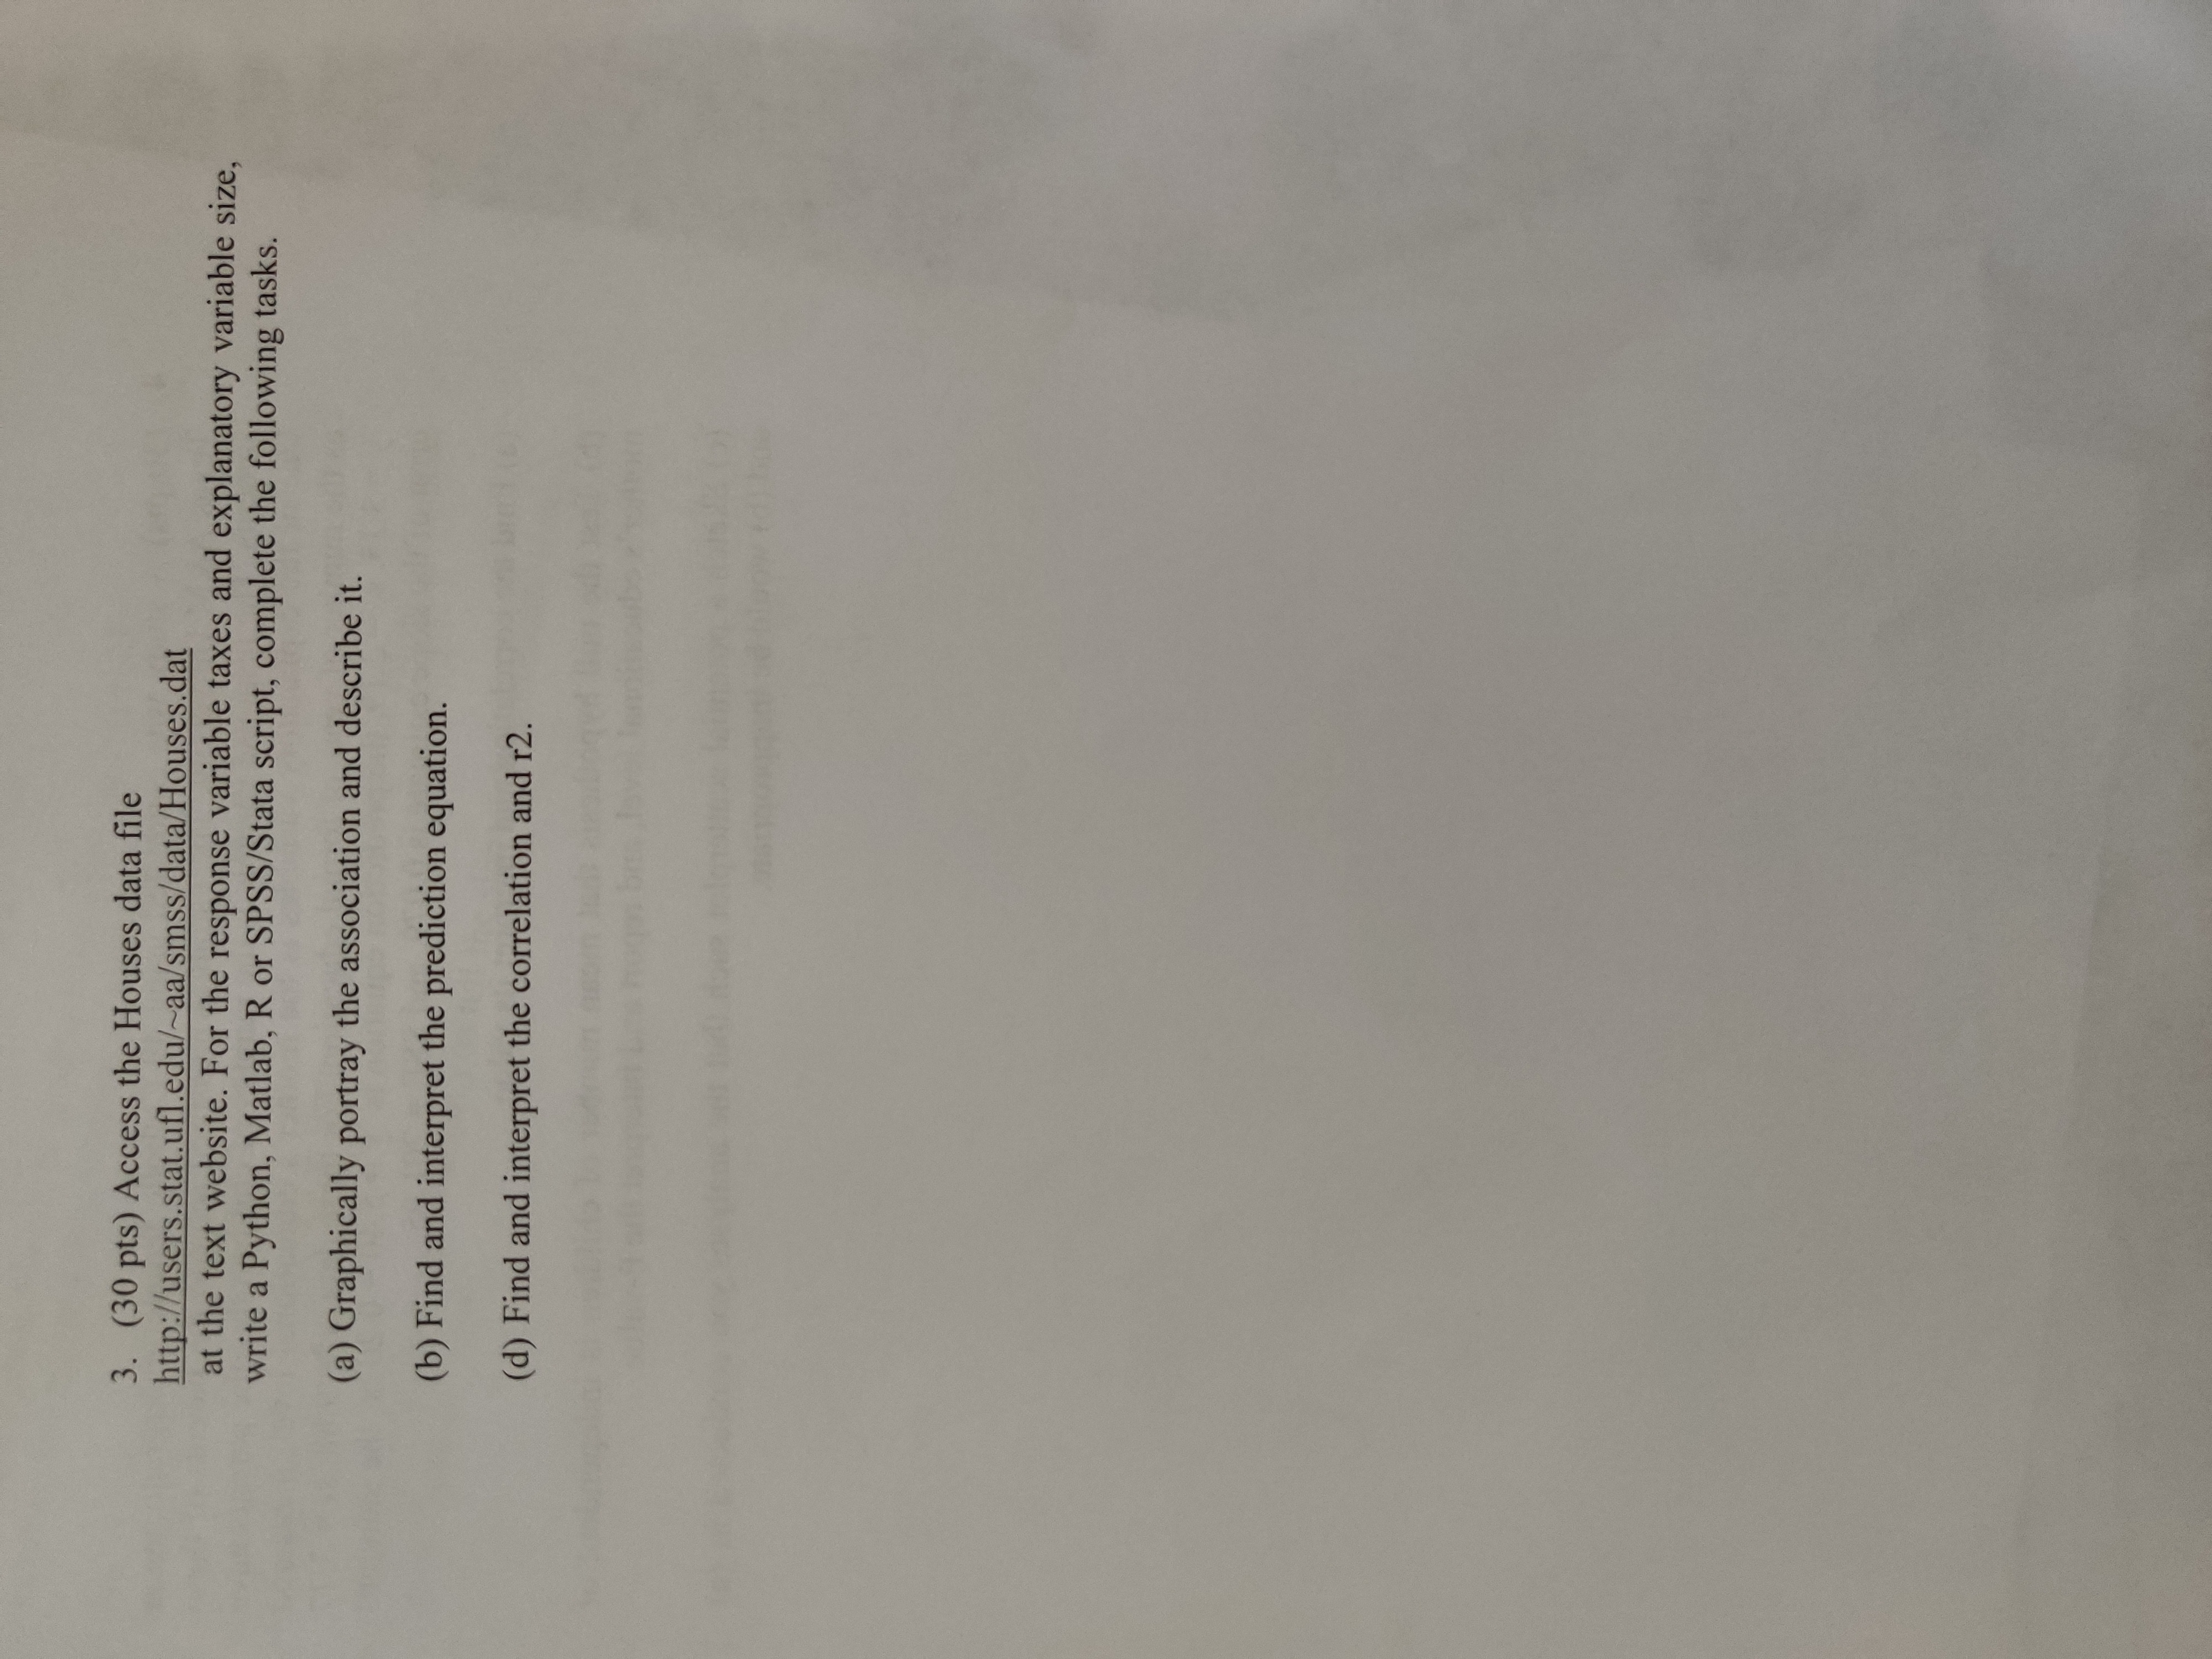 3. (30 pts) Access the Houses data file
http://users.stat.ufl.edu/~aa/smss/data/Houses.dat
at the text website. For the response variable taxes and explanatory variable size,
write a Python, Matlab, R or SPSS/Stata script, complete the following tasks.
(a) Graphically portray the association and describe it.
(b) Find and interpret the prediction equation.
(d) Find and interpret the correlation and r2.